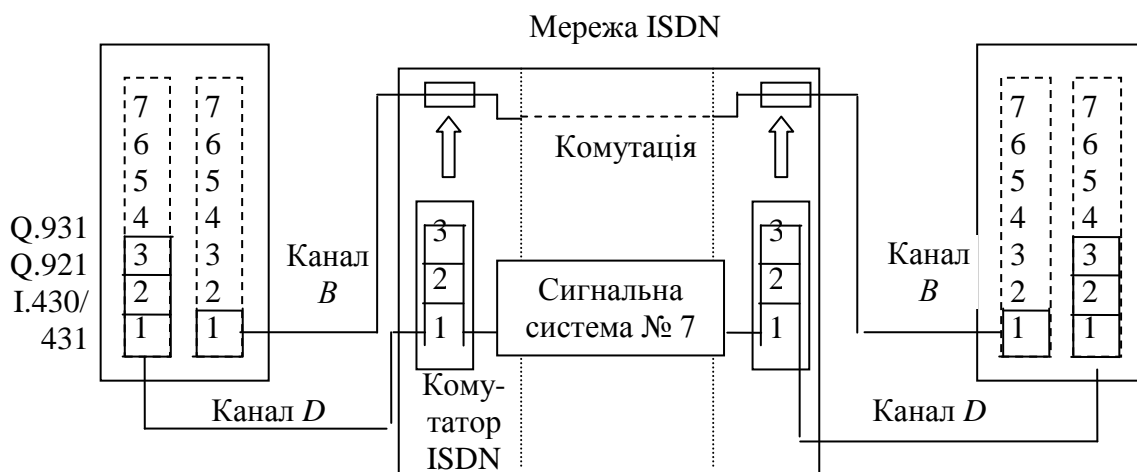 Мережа ISDN
7 7
6 6
5 5
4 4
3 3
2 2
1 1
Q.931
Q.921
I.430/
431
Канал
B
Канал D
Комутація
3
2
1
Кому-
татор
ISDN
Сигнальна
система № 7
3
2
1
Канал
B
Канал D
7 7
6 6
5 5
4 4
3 3
2 2
1 1